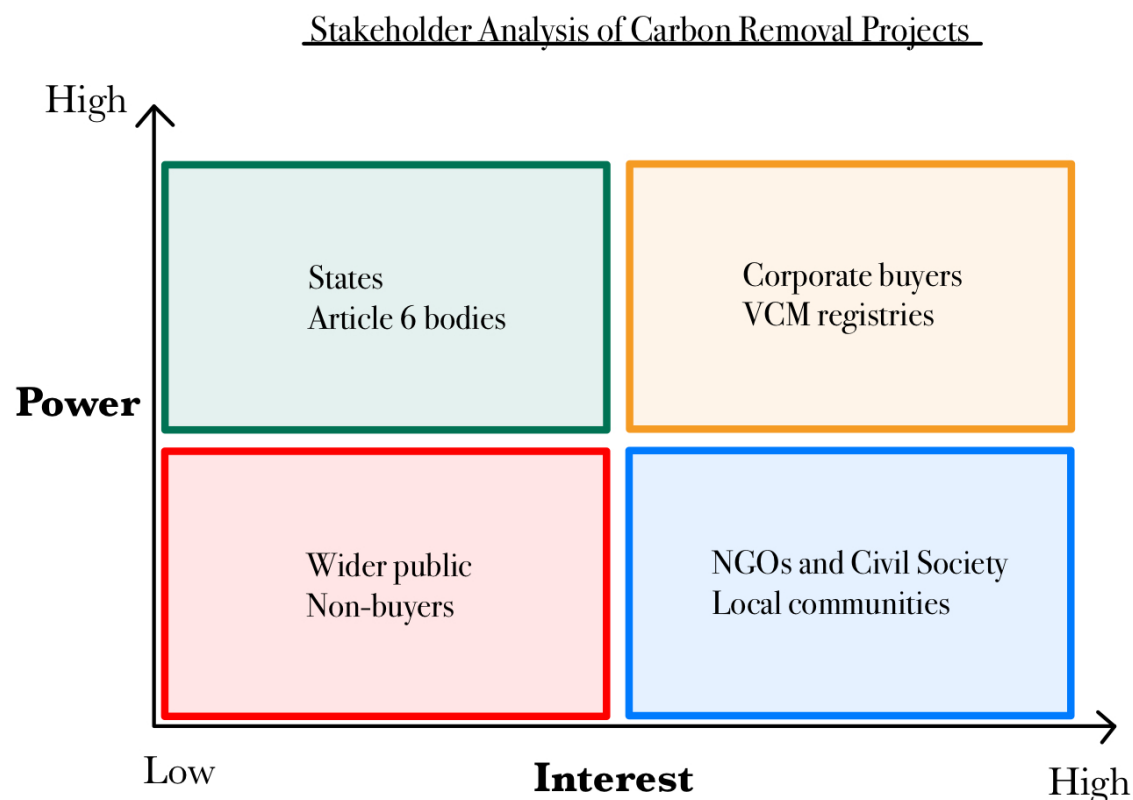 Stakeholder Analysis of Carbon Removal Projects
High
States
Article 6 bodies
Corporate buyers
VCM registries
Power
Wider public
Non-buyers
NGOs and Civil Society
Local communities
Low
Interest
High